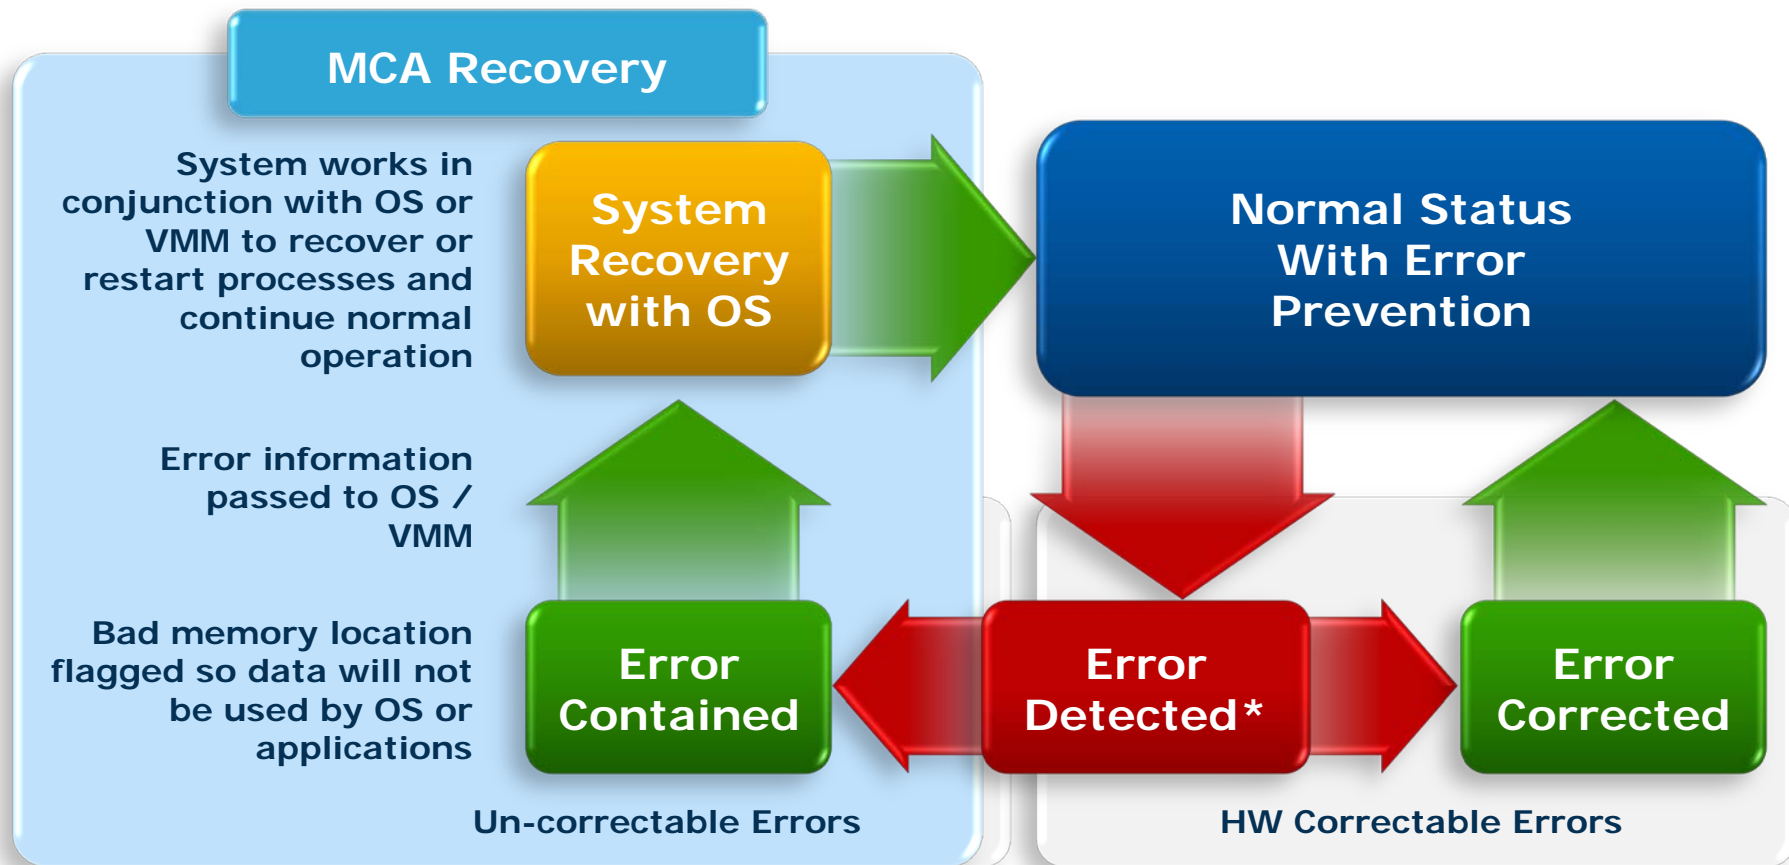 MCA Recovery
System works in
conjunction with OS or
VMM to recover or
restart processes and
continue normal
operation
System
Recovery
with OS
Normal Status
With Error
Prevention
Error information
passed to OS /
VMM
Bad memory location
flagged so data will not
be used by OS or
applications
Error
Contained
Error
Detected*
Error
Corrected
Un-correctable Errors
HW Correctable Errors